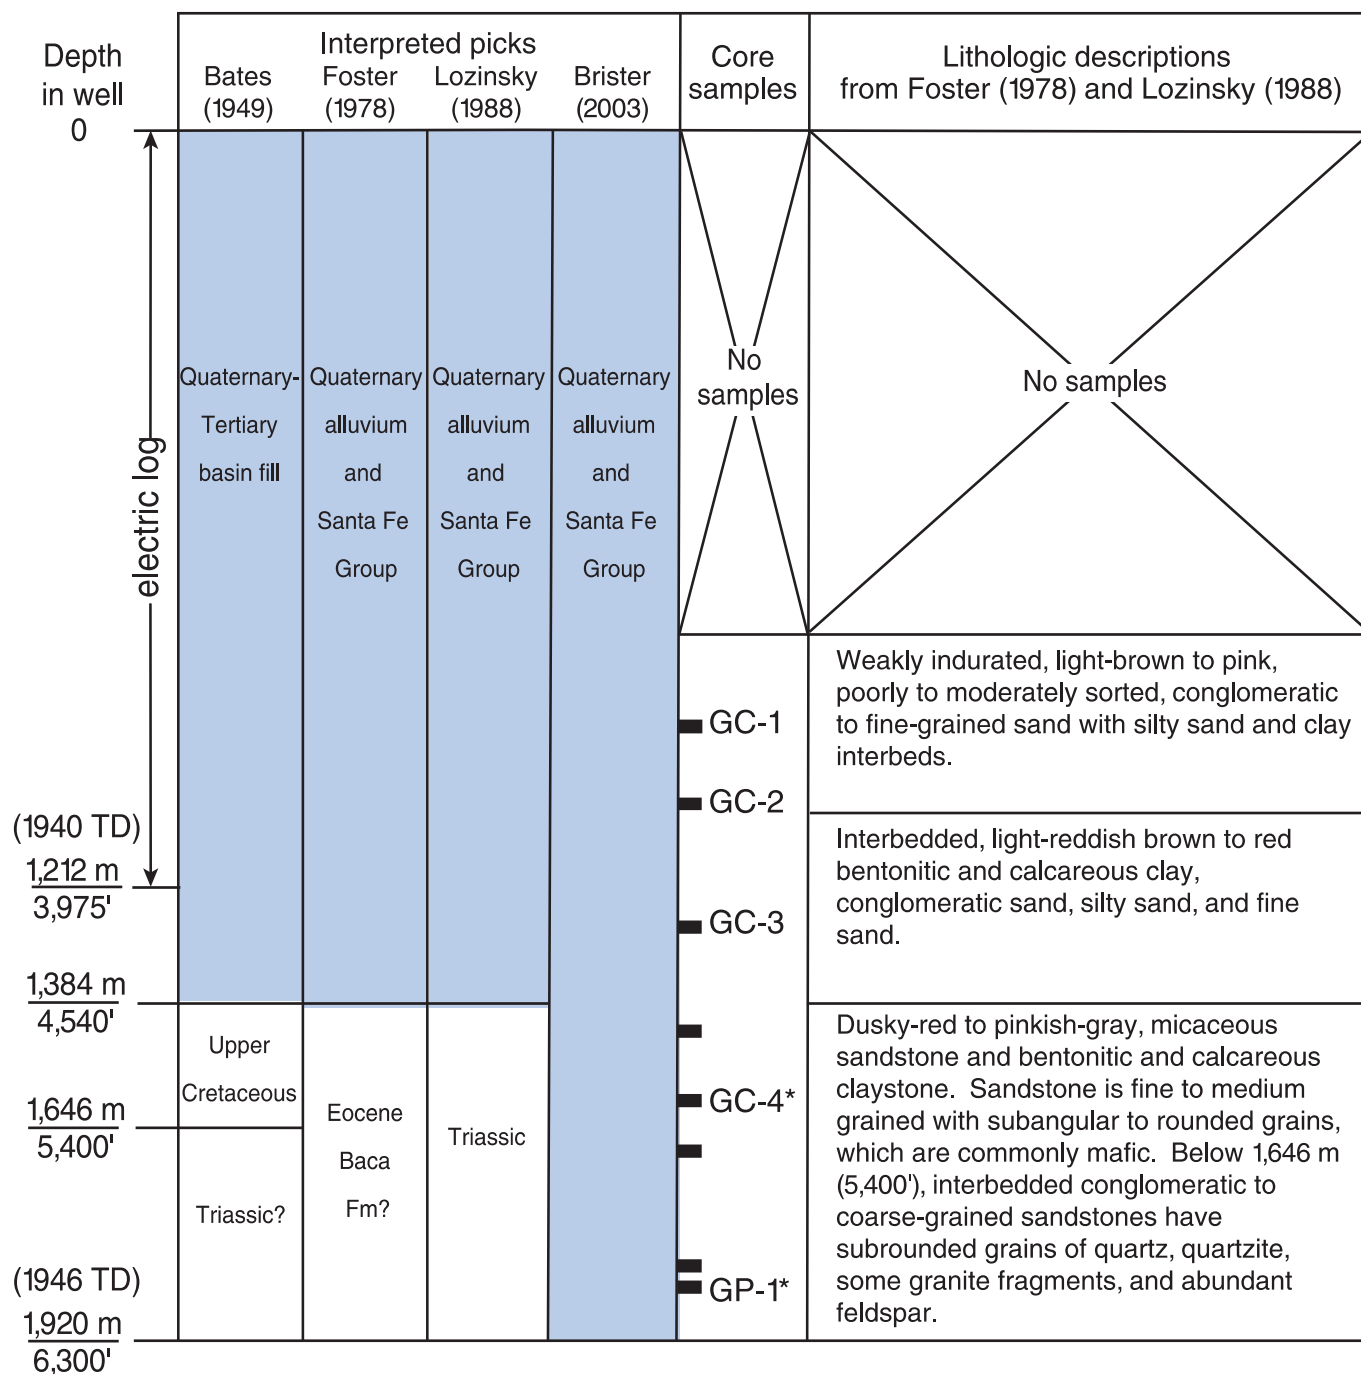 Depth
in well
0
Interpreted picks
Bates
(1949)
Foster
(1978)
Lozinsky
(1988)
Brister
(2003)
Core
samples
Lithologic descriptions
from Foster (1978) and Lozinsky (1988)
electric log
Quaternary-
Tertiary
basin fill
Quaternary
alluvium
and
Santa Fe
Group
Quaternary
alluvium
and
Santa Fe
Group
Quaternary
alluvium
and
Santa Fe
Group
No
samples
No samples
GC-1
Weakly indurated, light-brown to pink,
poorly to moderately sorted, conglomeratic
to fine-grained sand with silty sand and clay
interbeds.
GC-2
(1940 TD)
1,212 m
3,975'
GC-3
Interbedded, light-reddish brown to red
bentonitic and calcareous clay,
conglomeratic sand, silty sand, and fine
sand.
1,384 m
4,540'
Upper
Cretaceous
1,646 m
5,400'
Triassic?
Eocene
Baca
Fm?
Triassic
GC-4*
GP-1*
Dusky-red to pinkish-gray, micaceous
sandstone and bentonitic and calcareous
claystone.  Sandstone is fine to medium
grained with subangular to rounded grains,
which are commonly mafic.  Below 1,646 m
(5,400'), interbedded conglomeratic to
coarse-grained sandstones have
subrounded grains of quartz, quartzite,
some granite fragments, and abundant
feldspar.
(1946 TD)
1,920 m
6,300'